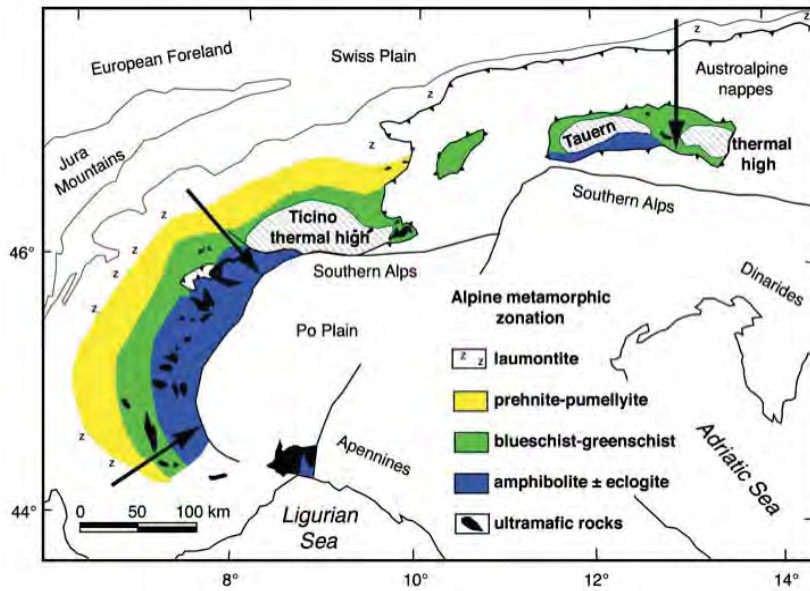 z
European Foreland
Swiss Plain
z
Austroalpine
nappes
z
Jura
Mountains
z
Tauern
thermal
high
z
Ticino
thermal high
Southern Alps
46°
z
z
Southern Alps
Dinarides
z
Po Plain
Alpine metamorphic
zonation
z z
laumontite
z
prehnite-pumellyite
z
Apennines
blueschist-greenschist
Adriatic Sea
z
amphibolite ± eclogite
0 50 100 km
44°
Ligurian
Sea
ultramafic rocks
8°
10°
12°
14°